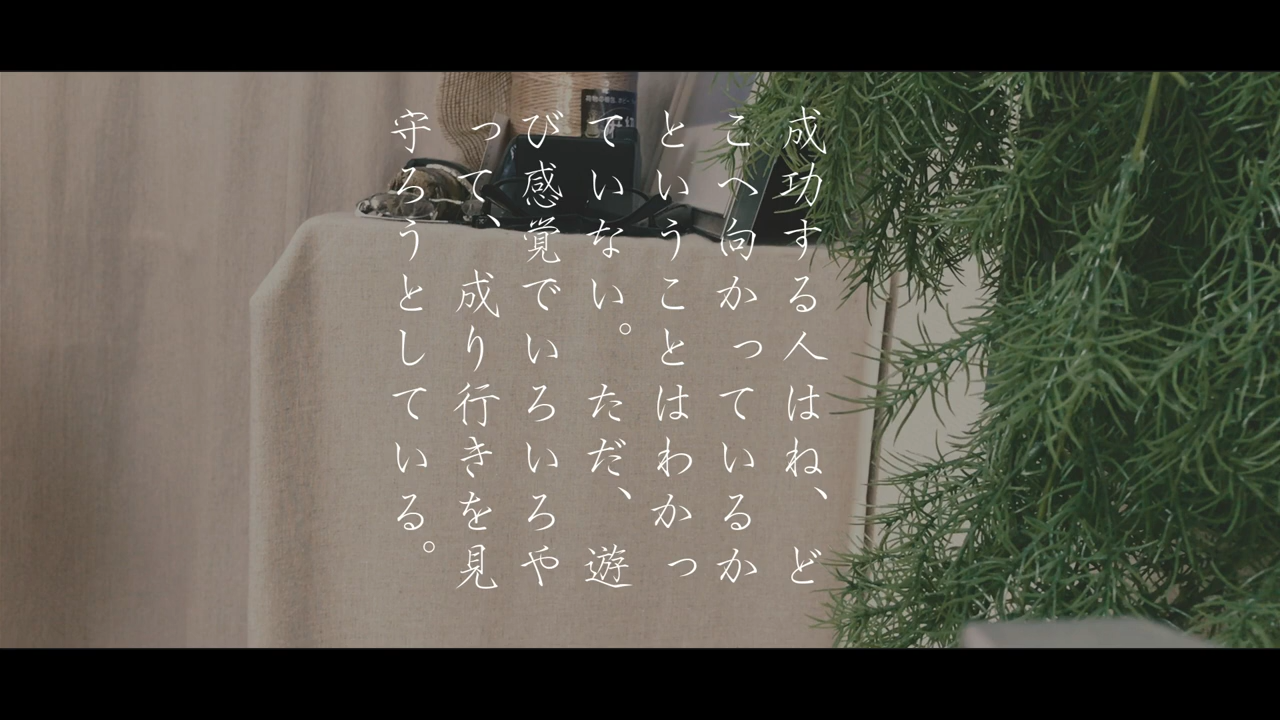 成功する人はね、ど
こへ向かっているか
ということはわかっ
ていない。ただ、遊
び感覚でいろいろや
って、成り行きを見
守ろうとしている。